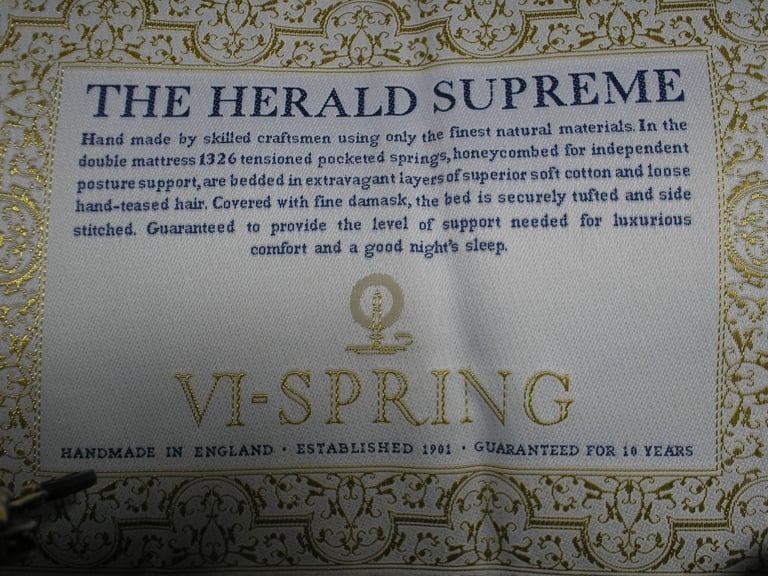 THE HERALD SUPREME
Hand made by skilled craftsmen using only the finest natural materials. In the
double mattress 1326 tensioned pocketed springs, honeycombed for independent
posture support, are bedded in extravagant layers of superior soft cotton and loose
hand-teased hair. Covered with fine damask, the bed is securely tufted and side
stitched. Guaranteed to provide the level of support needed for luxurious
comfort and a good night's sleep.
VI-SPRING
HANDMADE IN ENGLAND · ESTABLISHED 1901 · GUARANTEED FOR 10 YEARS